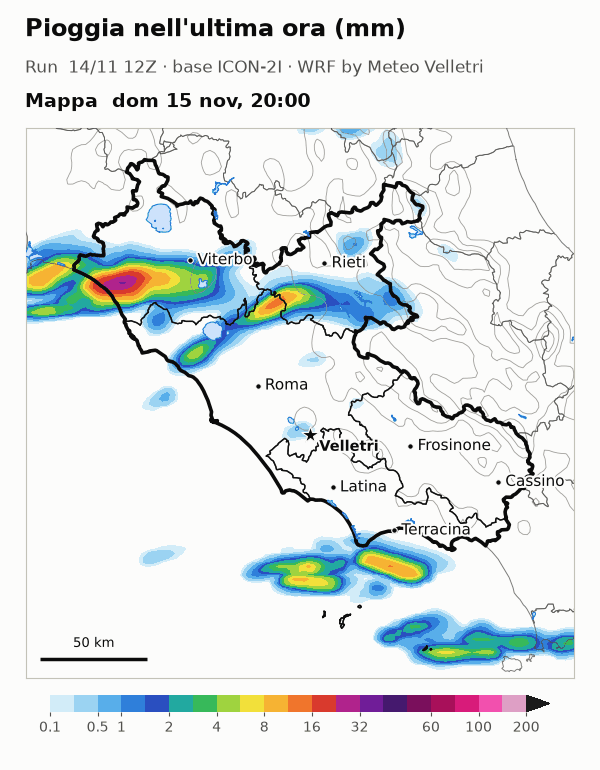 Pioggia nell'ultima ora (mm)
Run  14/11 12Z · base ICON-2I · WRF by Meteo Velletri
Mappa  dom 15 nov, 20:00
Viterbo
Rieti
Roma
Velletri
Frosinone
Cassino
Latina
Terracina
50 km
0.1 0.5 1 2 4 8 16 32 60 100 200